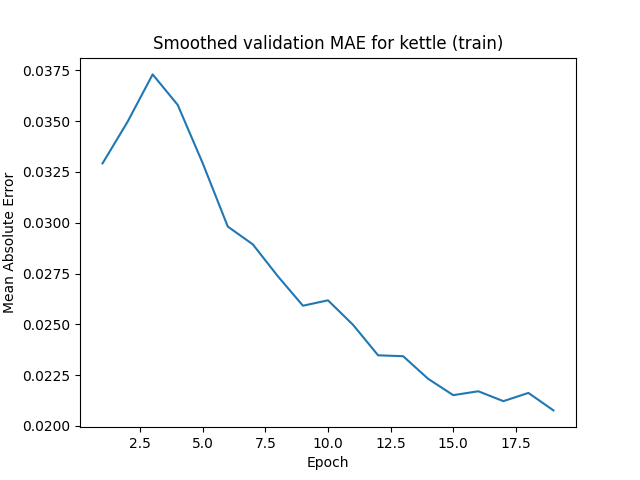 Smoothed validation MAE for kettle (train)
0.0375
0.0350
0.0325
0.0300
0.0275
0.0250
0.0225
0.0200
Mean Absolute Error
2.5 5.0 7.5 10.0 12.5 15.0 17.5
Epoch